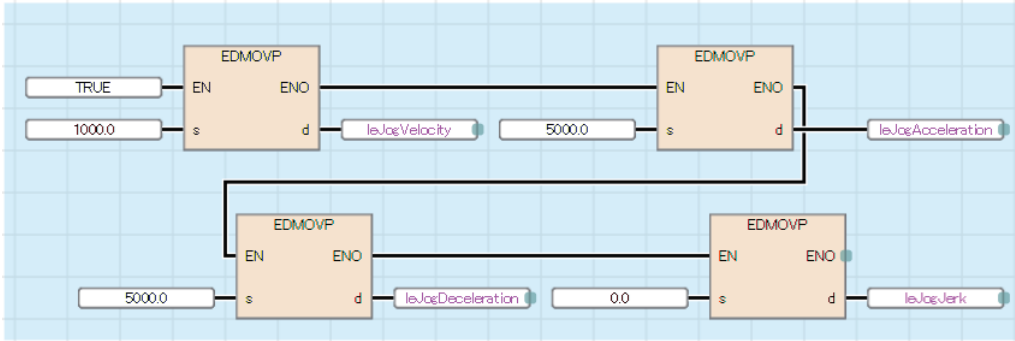 EDMOVP EDMOVP
TRUE EN ENO EN ENO
1000.0 s d leJogVelocity 5000.0 s d leJogAcceleration
EDMOVP EDMOVP
EN ENO EN ENO
5000.0 s d leJogDeceleration 0.0 s d leJogJerk